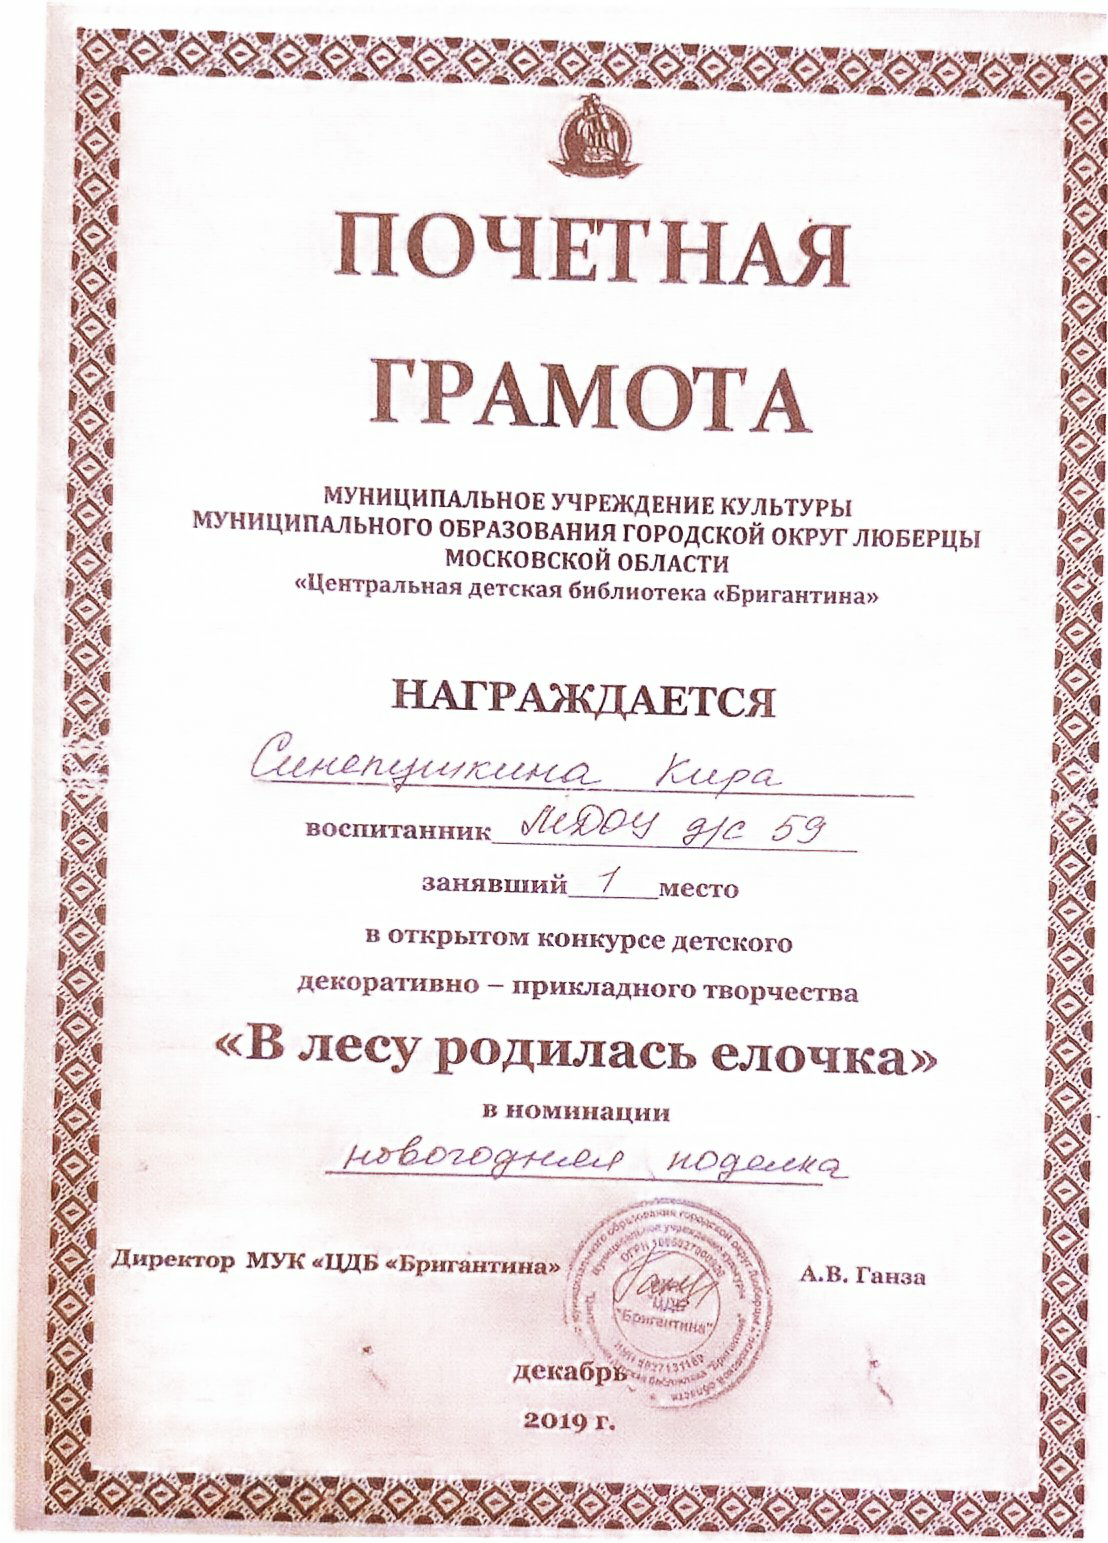 ПОЧЕТНАЯ
ГРАМОТА
МУНИЦИПАЛЬНОЕ УЧРЕЖДЕНИЕ КУЛЬТУРЫ
МУНИЦИПАЛЬНОГО ОБРАЗОВАНИЯ ГОРОДСКОЙ ОКРУГ ЛЮБЕРЦЫ
МОСКОВСКОЙ ОБЛАСТИ
«Центральная детская библиотека «Бригантина»
НАГРАЖДАЕТСЯ
Синепушкина Кира
воспитанник МДОУ д/с 59
занявший 1 место
в открытом конкурсе детского
декоративно – прикладного творчества
«В лесу родилась елочка»
в номинации
новогодняя поделка
Директор МУК «ЦДБ «Бригантина» А.В. Ганза
ЦДБ
"Бригантина"
декабрь
2019 г.